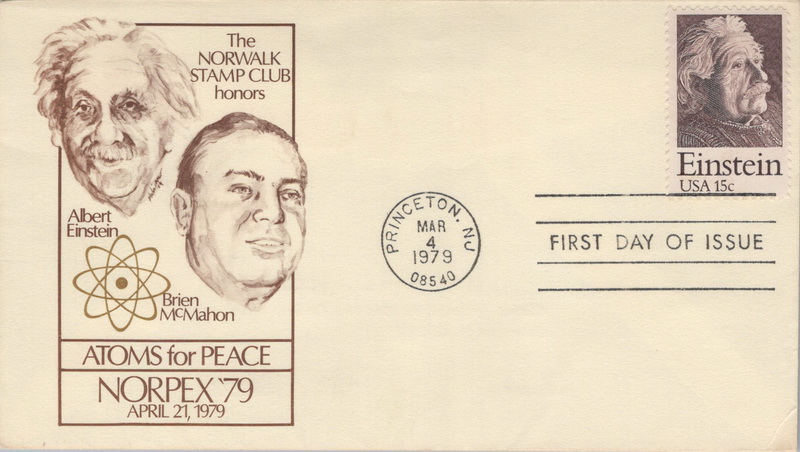 The
NORWALK
STAMP CLUB
honors
Albert
Einstein
Brien
McMahon
ATOMS for PEACE
NORPEX '79
APRIL 21, 1979
PRINCETON, NJ
MAR
4
1979
08540
FIRST DAY OF ISSUE
Einstein
USA 15c